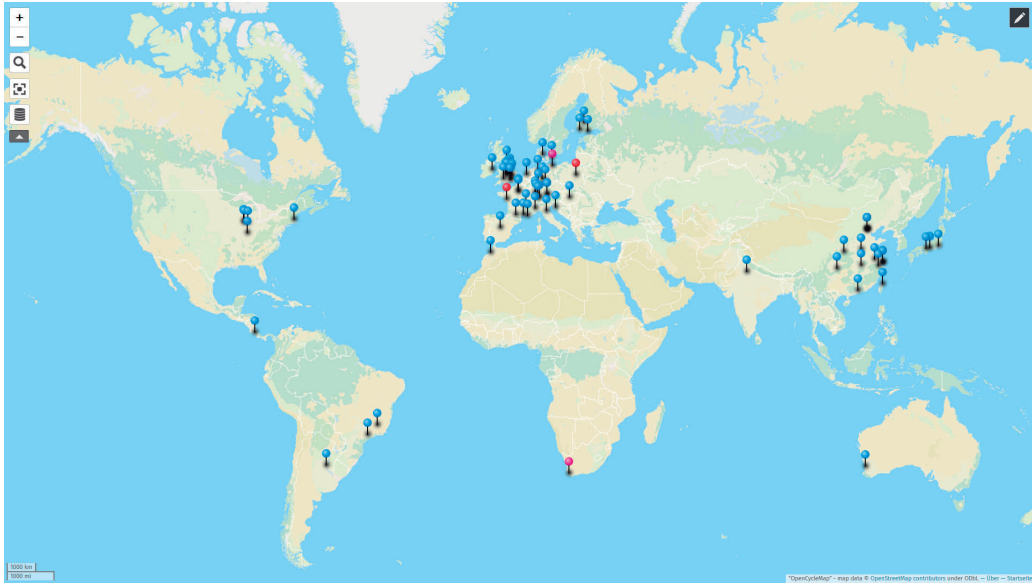 +
−
1000 km
1000 mi
"OpenCycleMap" - map data © OpenStreetMap contributors under ODbL — Über — Startseite